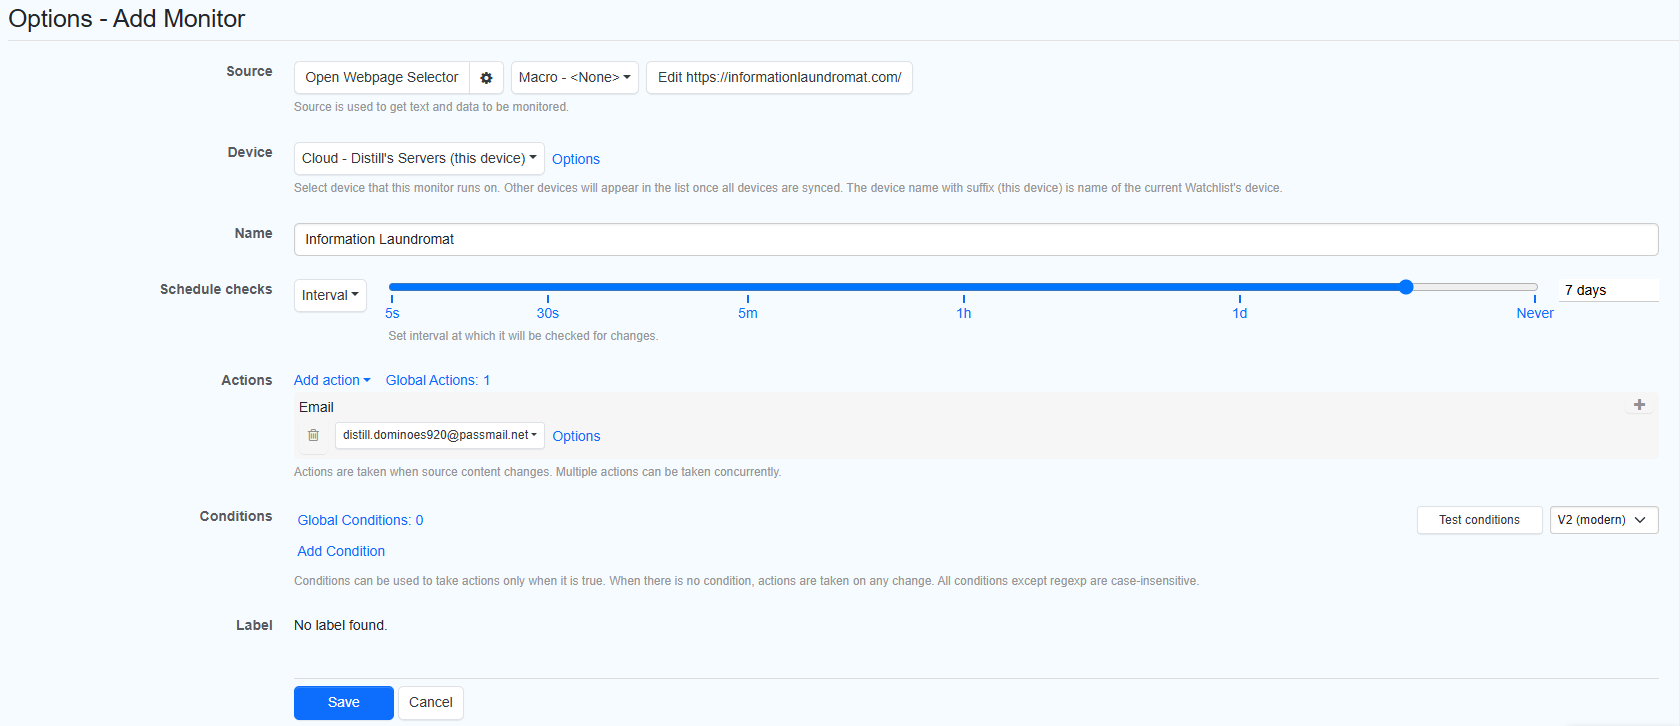 Options - Add Monitor
Source
Open Webpage Selector
Macro - <None>
Edit https://informationlaundromat.com/
Source is used to get text and data to be monitored.
Device
Cloud - Distill's Servers (this device)
Options
Select device that this monitor runs on. Other devices will appear in the list once all devices are synced. The device name with suffix (this device) is name of the current Watchlist's device.
Name
Information Laundromat
Schedule checks
Interval
7 days
5s
30s
5m
1h
1d
Never
Set interval at which it will be checked for changes.
Actions
Add action
Global Actions: 1
Email
distill.dominoes920@passmail.net
Options
Actions are taken when source content changes. Multiple actions can be taken concurrently.
Conditions
Global Conditions: 0
Test conditions
V2 (modern)
Add Condition
Conditions can be used to take actions only when it is true. When there is no condition, actions are taken on any change. All conditions except regexp are case-insensitive.
Label
No label found.
Save
Cancel